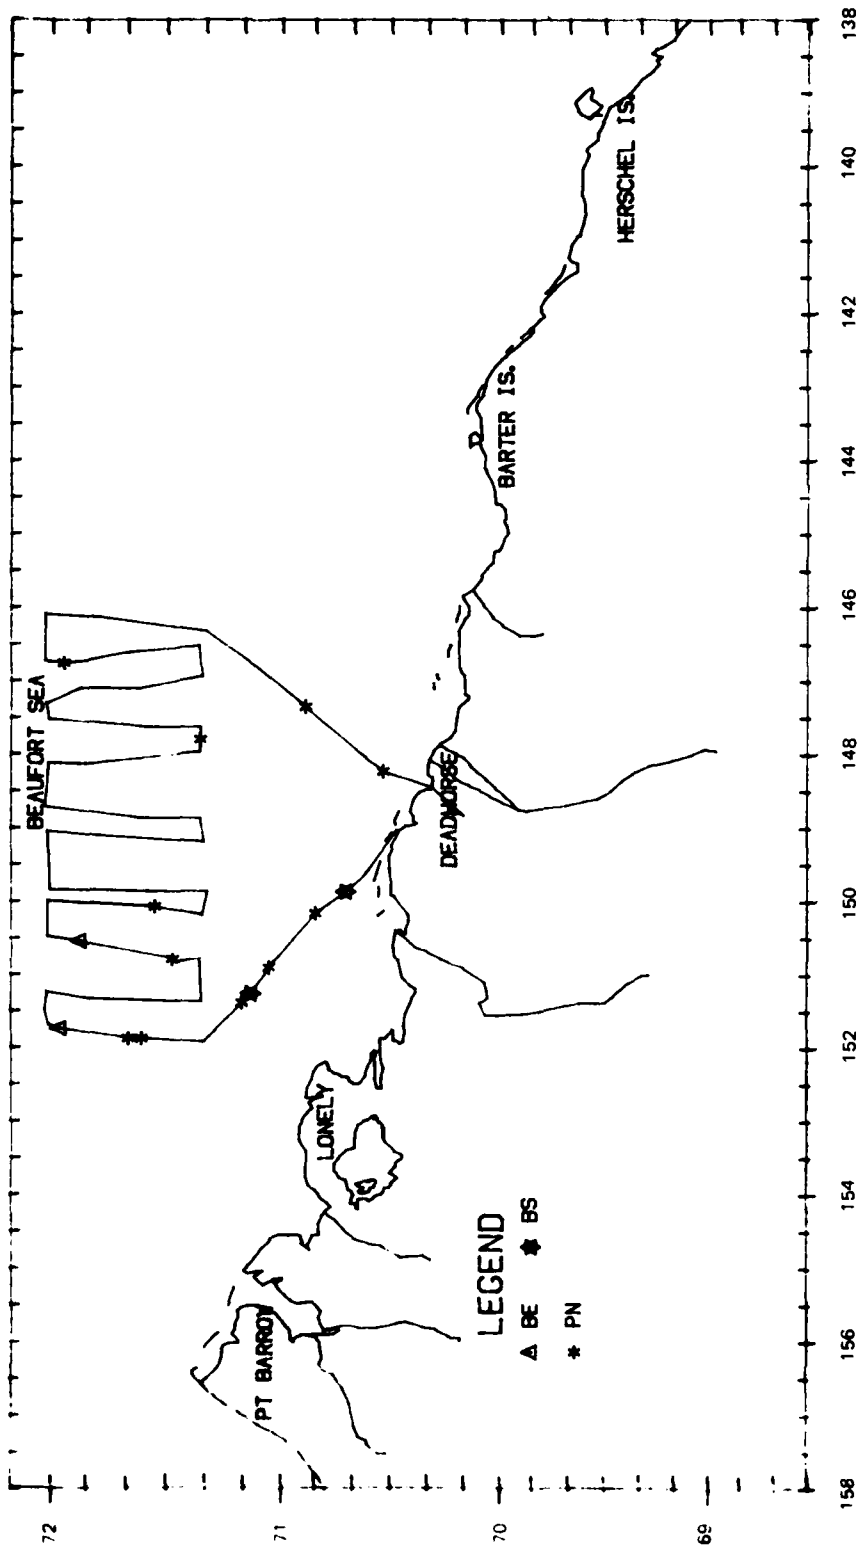 BEAUFORT SEA
PT BARROW
LONELY
DEADHORSE
BARTER IS.
HERSCHEL IS.
LEGEND
BE
BS
PN
72
71
70
69
158
156
154
152
150
148
146
144
142
140
138